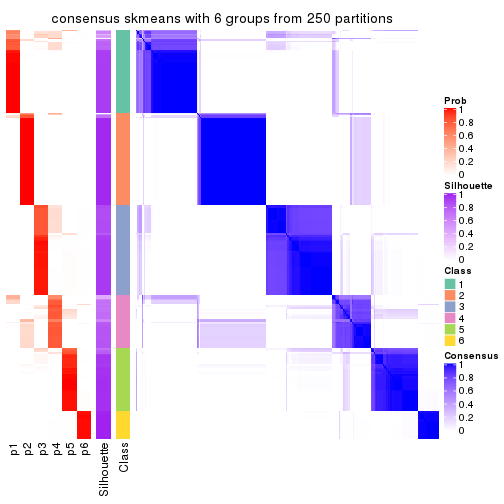 consensus skmeans with 6 groups from 250 partitions
Prob
1
0.8
0.6
0.4
0.2
0
Silhouette
1
0.8
0.6
0.4
0.2
0
Class
1
2
3
4
5
6
Consensus
1
0.8
0.6
0.4
0.2
0
p1
p2
p3
p4
p5
p6
Silhouette
Class